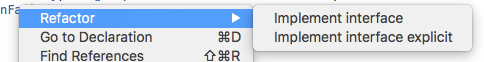 Refactor
Implement interface
Go to Declaration ⌘D
Implement interface explicit
Find References ⇧⌘R